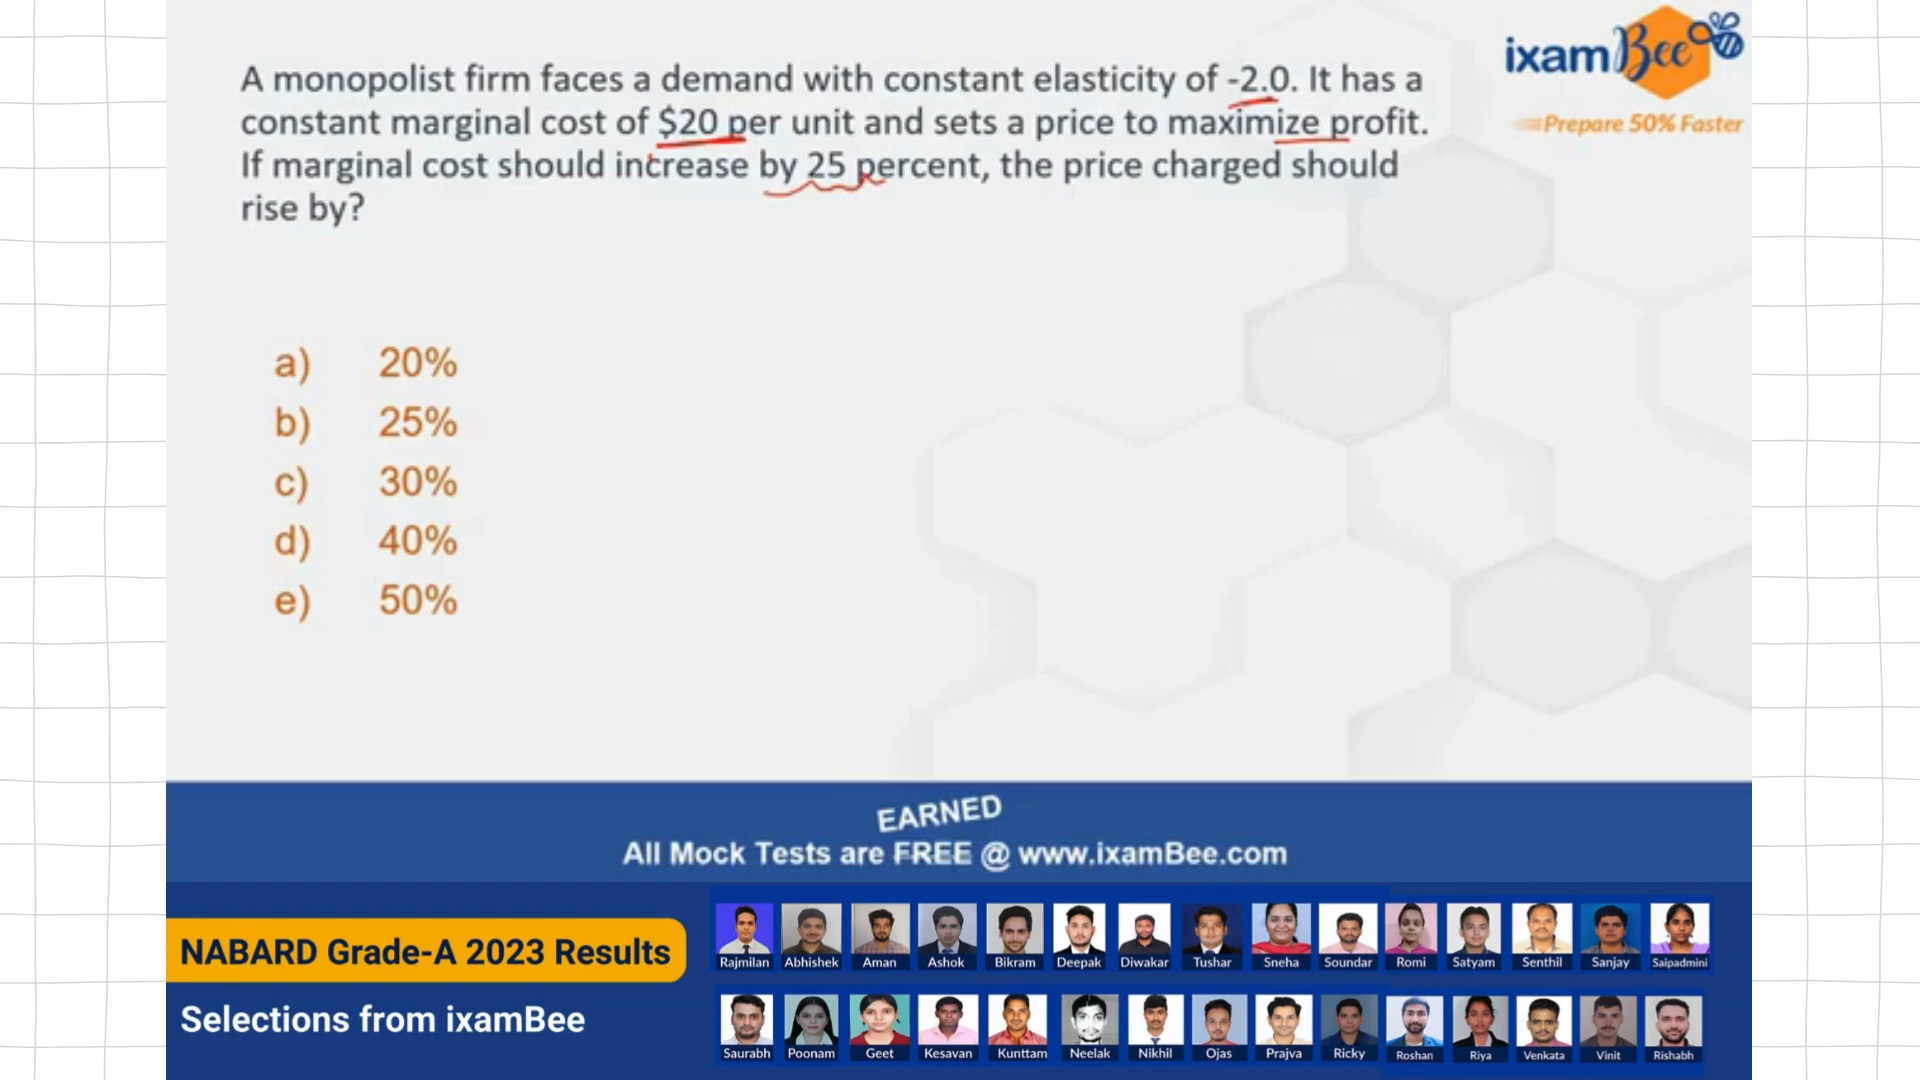 ixamBee
Prepare 50% Faster
A monopolist firm faces a demand with constant elasticity of -2.0. It has a
constant marginal cost of $20 per unit and sets a price to maximize profit.
If marginal cost should increase by 25 percent, the price charged should
rise by?
a) 20%
b) 25%
c) 30%
d) 40%
e) 50%
EARNED
All Mock Tests are FREE @ www.ixamBee.com
NABARD Grade-A 2023 Results
Selections from ixamBee
Rajmilan Abhishek Aman Ashok Bikram Deepak Diwakar Tushar Sneha Soundar Romi Satyam Senthil Sanjay Saipadmini
Saurabh Poonam Geet Kesavan Kunttam Neelak Nikhil Ojas Prajva Ricky Roshan Riya Venkata Vinit Rishabh